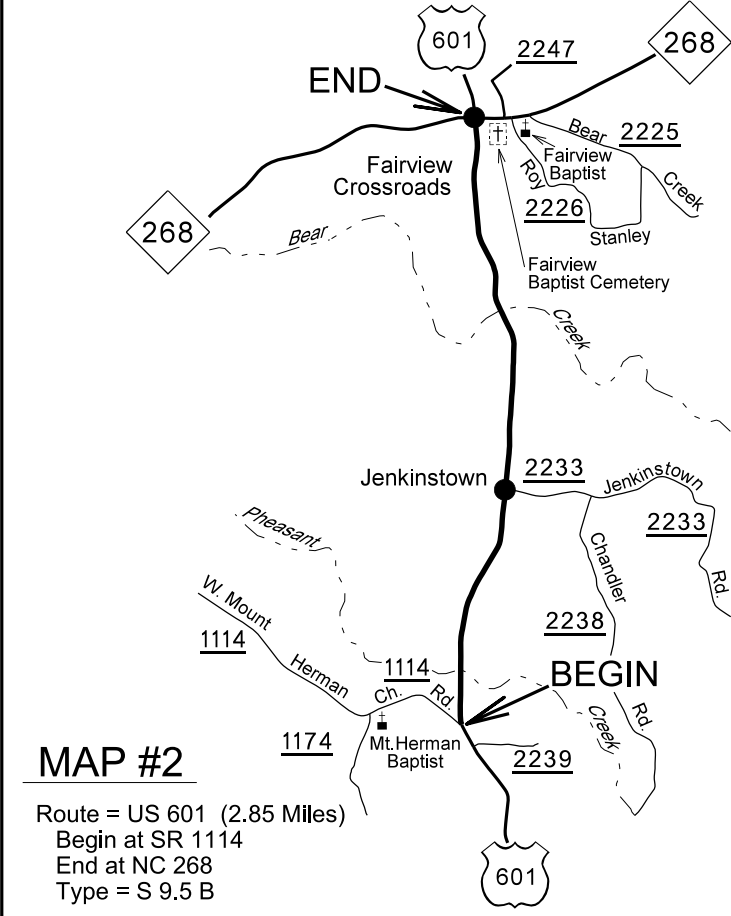 601
2247
268
END
Bear
2225
Fairview
Crossroads
Fairview
Baptist
Roy
Creek
2226
Stanley
268
Bear
Fairview
Baptist Cemetery
Creek
Jenkinstown
2233
Jenkinstown
2233
Pheasant
Chandler
Rd.
W. Mount
1114
2238
Herman
1114
BEGIN
Ch.
Rd.
Creek
Rd.
1174
Mt.Herman
Baptist
2239
MAP #2
Route = US 601 (2.85 Miles)
Begin at SR 1114
End at NC 268
Type = S 9.5 B
601